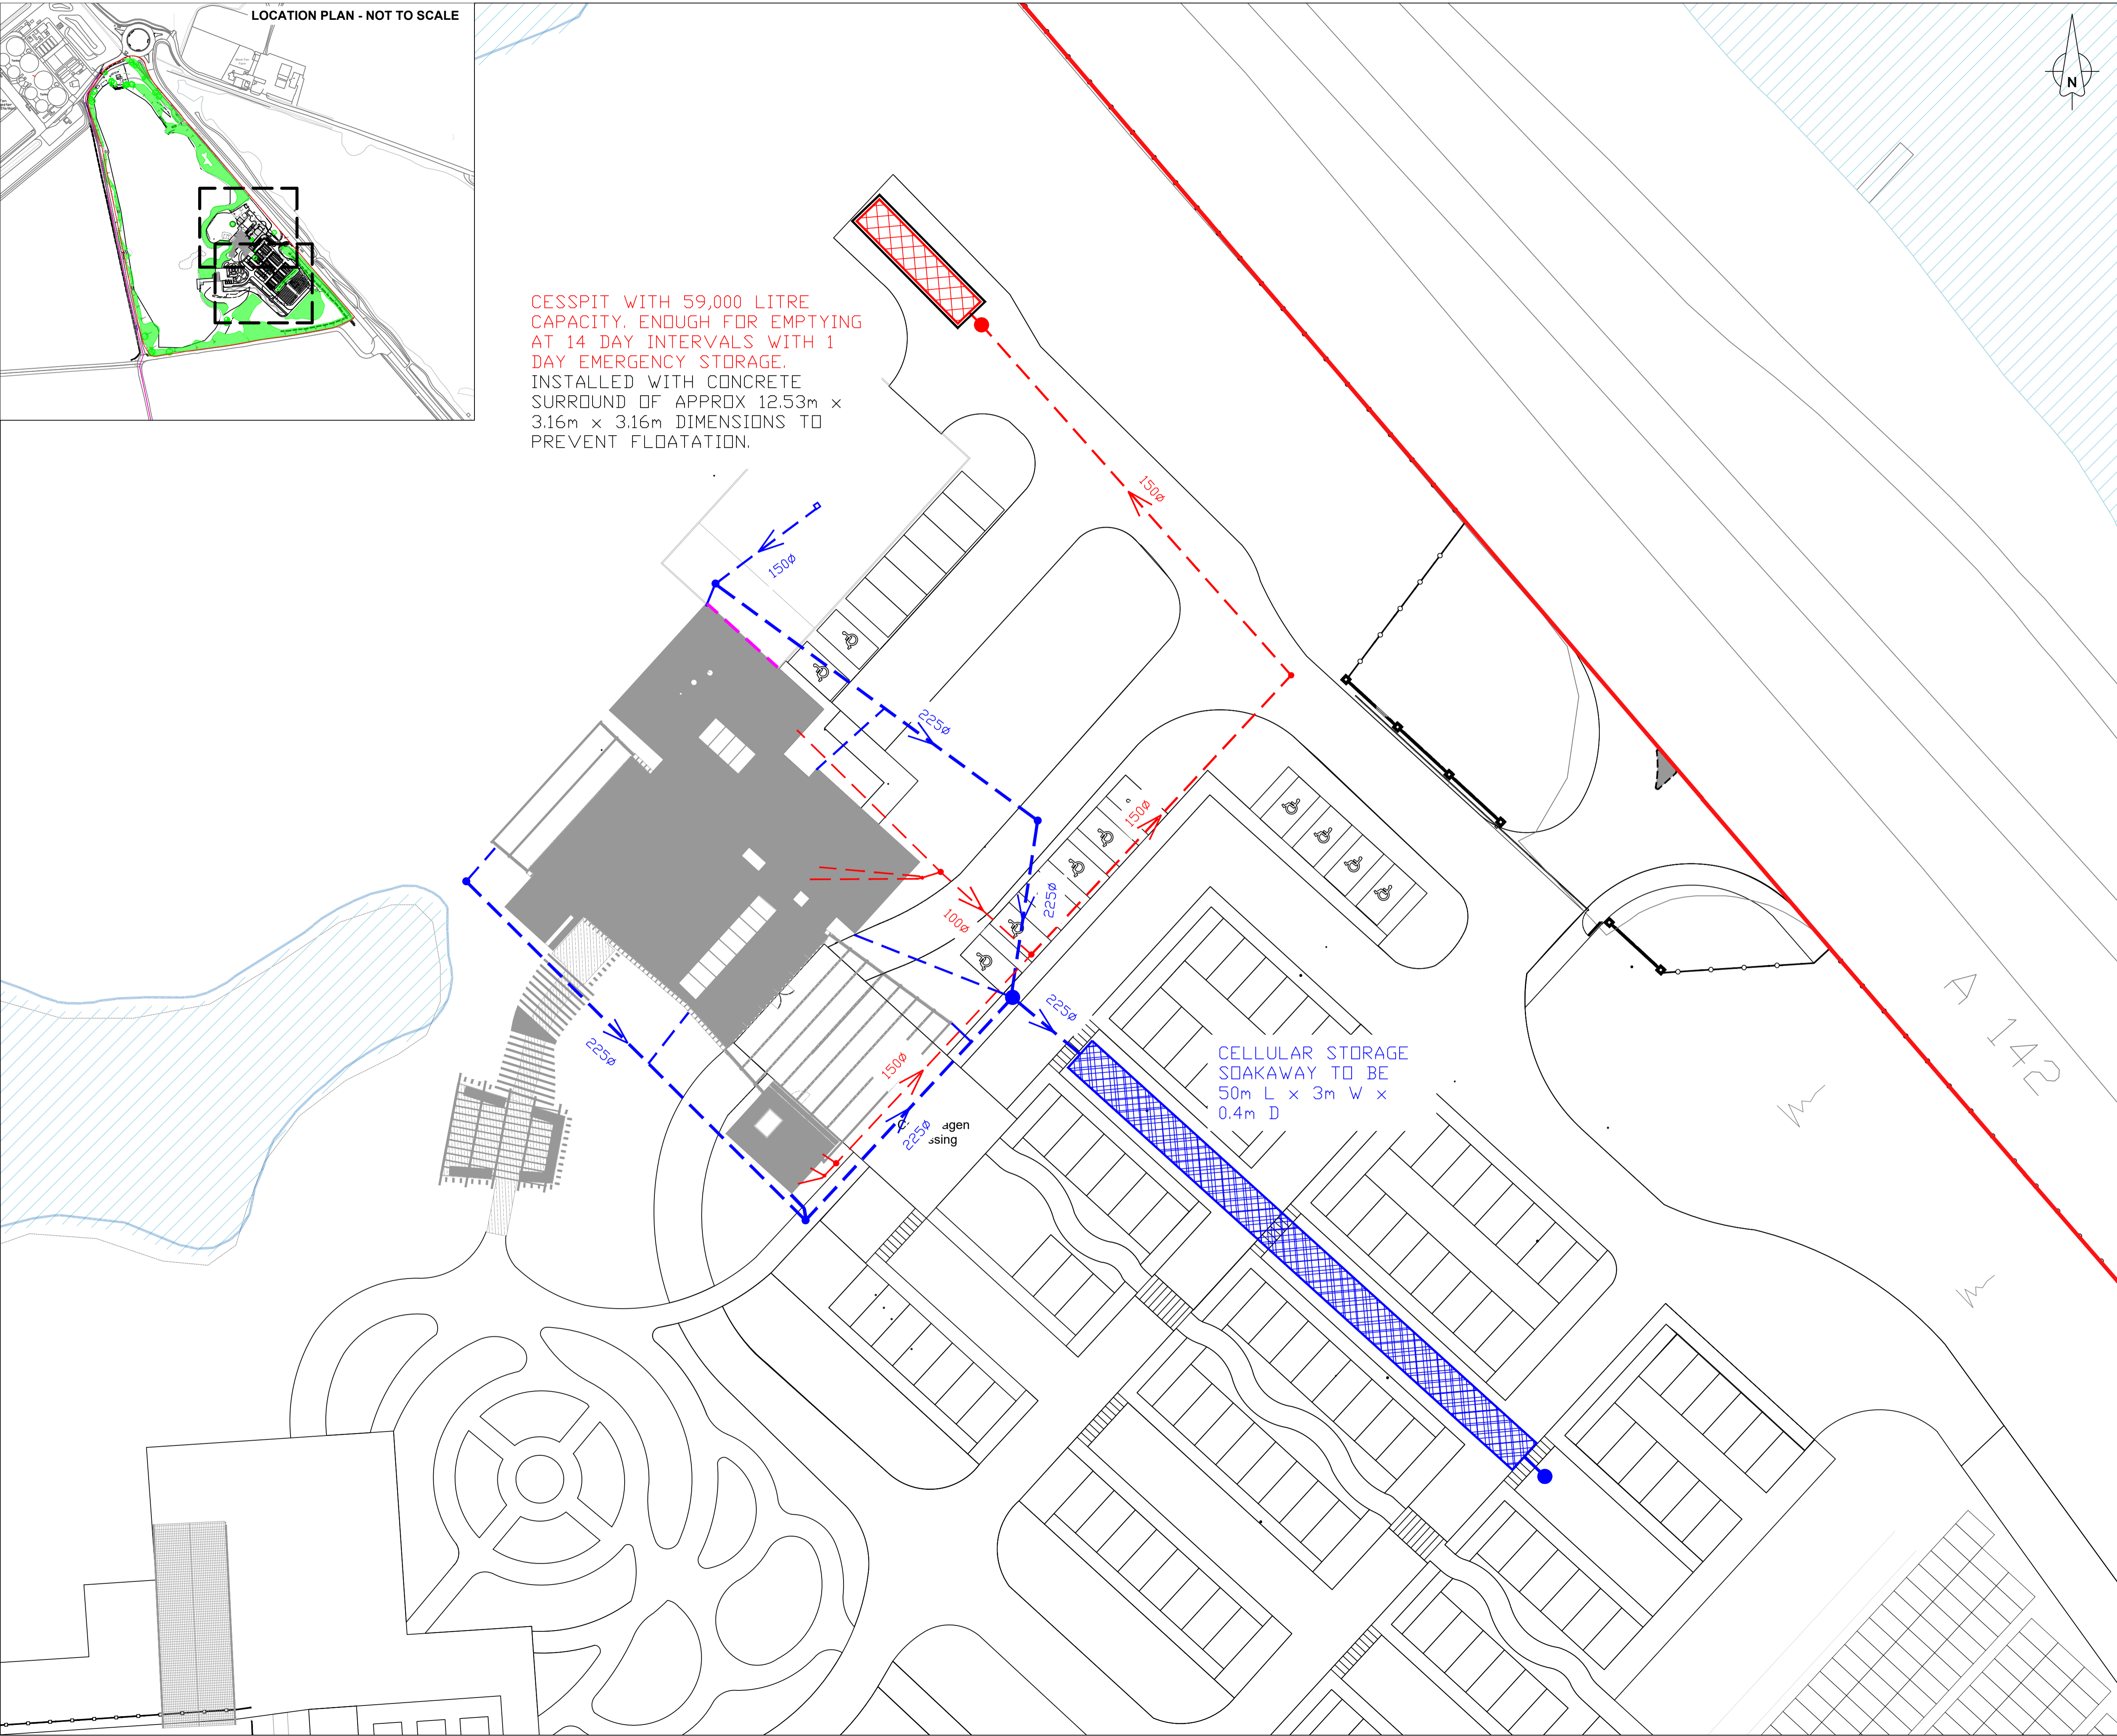 LOCATION PLAN - NOT TO SCALE
N
CESSPIT WITH 59,000 LITRE
CAPACITY. ENOUGH FOR EMPTYING
AT 14 DAY INTERVALS WITH 1
DAY EMERGENCY STORAGE.
INSTALLED WITH CONCRETE
SURROUND OF APPROX 12.53m x
3.16m x 3.16m DIMENSIONS TO
PREVENT FLOATATION.
150ø
150ø
225ø
150ø
225ø
100ø
225ø
225ø
150ø
225ø
CELLULAR STORAGE
SOAKAWAY TO BE
50m L x 3m W x
0.4m D
A 142